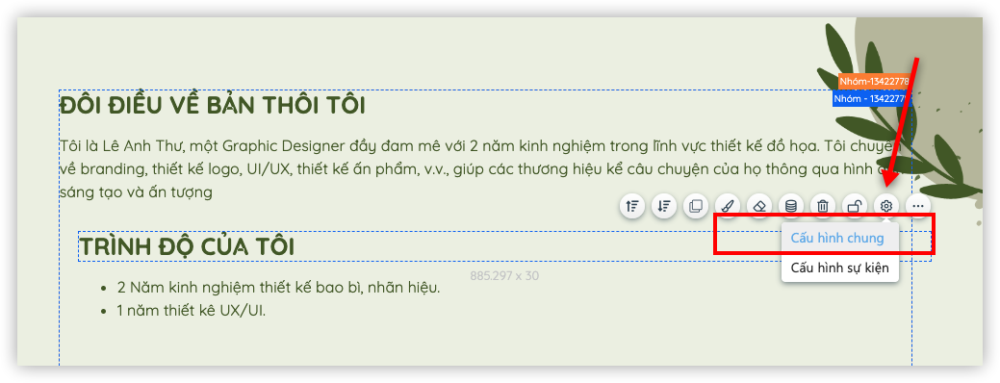 Nhóm-13422778
ĐÔI ĐIỀU VỀ BẢN THÔI TÔI
Nhóm - 1342277
Tôi là Lê Anh Thư, một Graphic Designer đầy đam mê với 2 năm kinh nghiệm trong lĩnh vực thiết kế đồ họa. Tôi chuyên
về branding, thiết kế logo, UI/UX, thiết kế ấn phẩm, v.v., giúp các thương hiệu kể câu chuyện của họ thông qua hình
sáng tạo và ấn tượng
TRÌNH ĐỘ CỦA TÔI
Cấu hình chung
Cấu hình sự kiện
885.297 x 30
2 Năm kinh nghiệm thiết kế bao bì, nhãn hiệu.
1 năm thiết kê UX/UI.